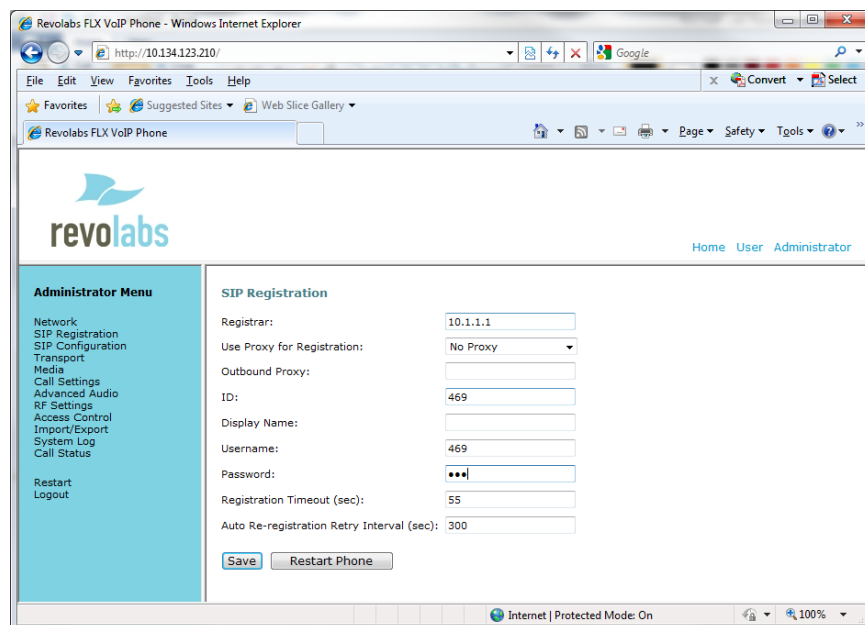 Revolabs FLX VoIP Phone - Windows Internet Explorer
http://10.134.123.210/
Google
File Edit View Favorites Tools Help
x Convert Select
Favorites Suggested Sites Web Slice Gallery
Revolabs FLX VoIP Phone
Page Safety Tools »
revolabs
Home User Administrator
Administrator Menu
Network
SIP Registration
SIP Configuration
Transport
Media
Call Settings
Advanced Audio
RF Settings
Access Control
Import/Export
System Log
Call Status
Restart
Logout
SIP Registration
Registrar: 10.1.1.1
Use Proxy for Registration: No Proxy
Outbound Proxy:
ID: 469
Display Name:
Username: 469
Password: •••
Registration Timeout (sec): 55
Auto Re-registration Retry Interval (sec): 300
Save Restart Phone
Internet | Protected Mode: On 100%